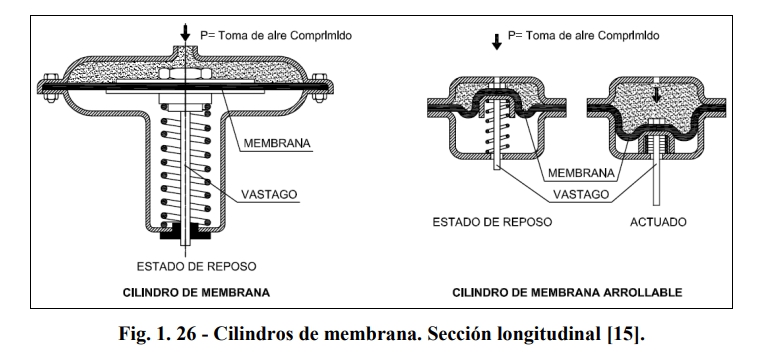 P= Toma de aire Comprimido
P= Toma de aire Comprimido
MEMBRANA
MEMBRANA
VASTAGO
VASTAGO
ESTADO DE REPOSO
ACTUADO
ESTADO DE REPOSO
CILINDRO DE MEMBRANA
CILINDRO DE MEMBRANA ARROLLABLE
Fig. 1. 26 - Cilindros de membrana. Sección longitudinal [15].